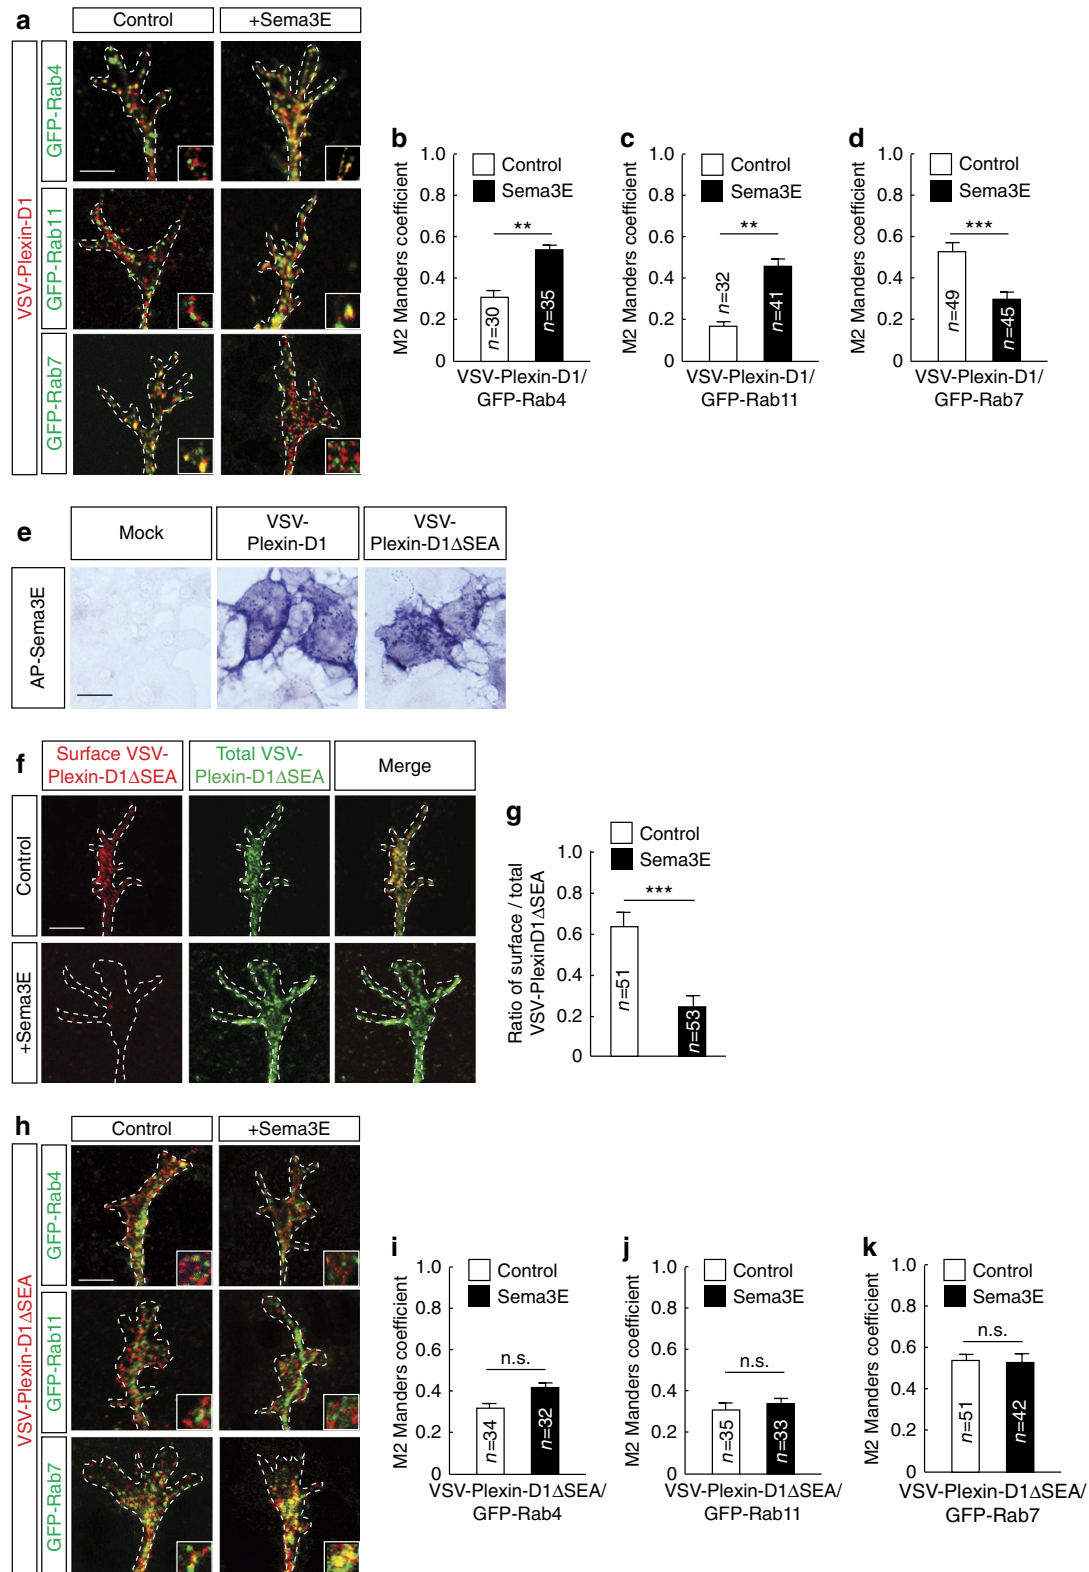 a
Control
+Sema3E
VSV-Plexin-D1
GFP-Rab4
GFP-Rab11
GFP-Rab7
b
M2 Manders coefficient
1.0
0.8
0.6
0.4
0.2
0
Control
Sema3E
**
n=30
n=35
VSV-Plexin-D1/
GFP-Rab4
c
M2 Manders coefficient
1.0
0.8
0.6
0.4
0.2
0
Control
Sema3E
**
n=32
n=41
VSV-Plexin-D1/
GFP-Rab11
d
M2 Manders coefficient
1.0
0.8
0.6
0.4
0.2
0
Control
Sema3E
***
n=49
n=45
VSV-Plexin-D1/
GFP-Rab7
e
Mock
VSV-
Plexin-D1
VSV-
Plexin-D1ΔSEA
AP-Sema3E
f
Surface VSV-
Plexin-D1ΔSEA
Total VSV-
Plexin-D1ΔSEA
Merge
Control
+Sema3E
g
Ratio of surface / total
VSV-PlexinD1ΔSEA
1.0
0.8
0.6
0.4
0.2
0
Control
Sema3E
***
n=51
n=53
h
Control
+Sema3E
VSV-Plexin-D1ΔSEA
GFP-Rab4
GFP-Rab11
GFP-Rab7
i
M2 Manders coefficient
1.0
0.8
0.6
0.4
0.2
0
Control
Sema3E
n.s.
n=34
n=32
VSV-Plexin-D1ΔSEA/
GFP-Rab4
j
M2 Manders coefficient
1.0
0.8
0.6
0.4
0.2
0
Control
Sema3E
n.s.
n=35
n=33
VSV-Plexin-D1ΔSEA/
GFP-Rab11
k
M2 Manders coefficient
1.0
0.8
0.6
0.4
0.2
0
Control
Sema3E
n.s.
n=51
n=42
VSV-Plexin-D1ΔSEA/
GFP-Rab7